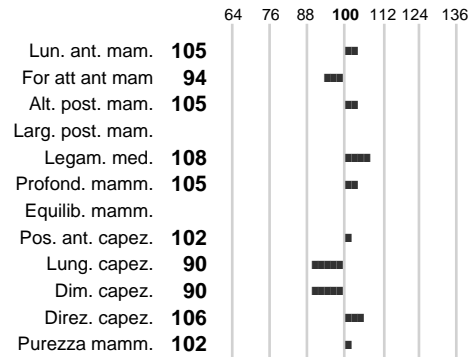 64 76 88 100 112 124 136
Lun. ant. mam. 105
For att ant mam 94
Alt. post. mam. 105
Larg. post. mam.
Legam. med. 108
Profond. mamm. 105
Equilib. mamm.
Pos. ant. capez. 102
Lung. capez. 90
Dim. capez. 90
Direz. capez. 106
Purezza mamm. 102